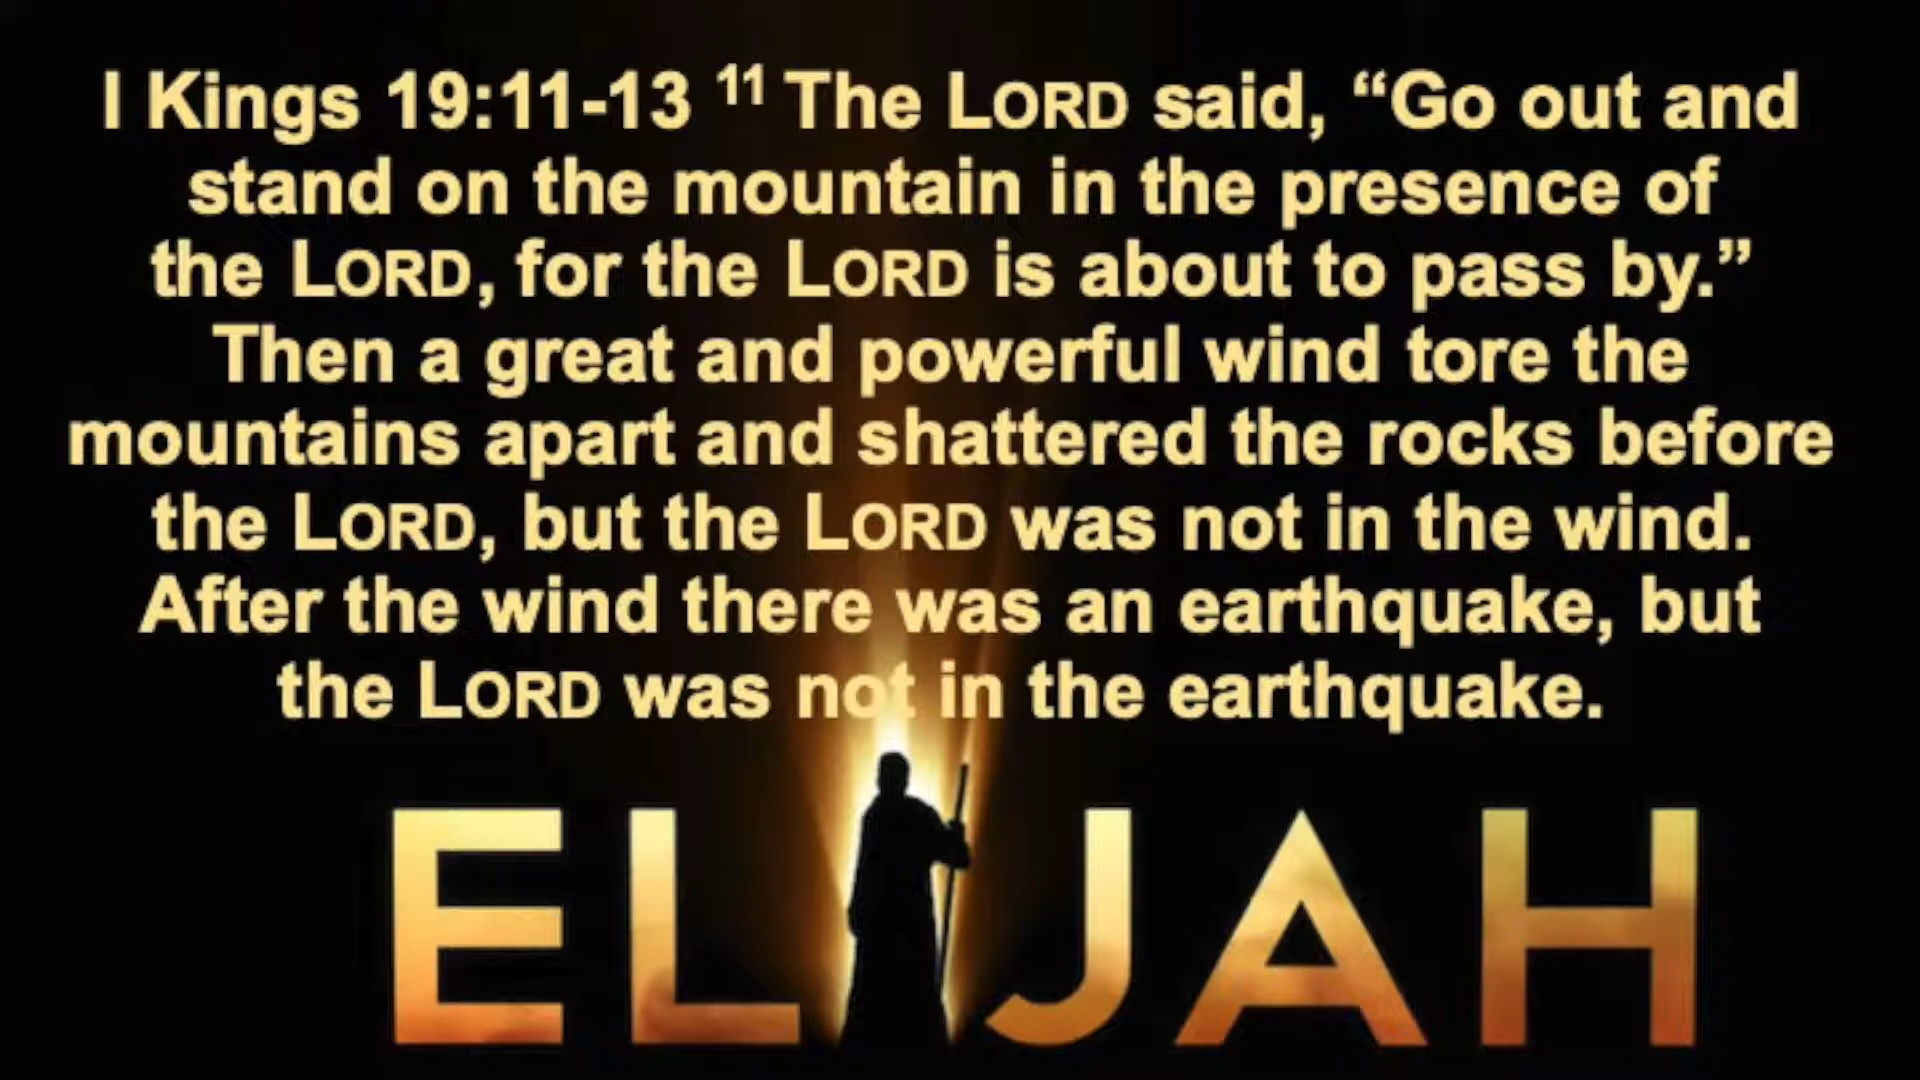 I Kings 19:11-13 ¹¹ The LORD said, “Go out and
stand on the mountain in the presence of
the LORD, for the LORD is about to pass by.”
Then a great and powerful wind tore the
mountains apart and shattered the rocks before
the LORD, but the LORD was not in the wind.
After the wind there was an earthquake, but
the LORD was not in the earthquake.
ELIJAH